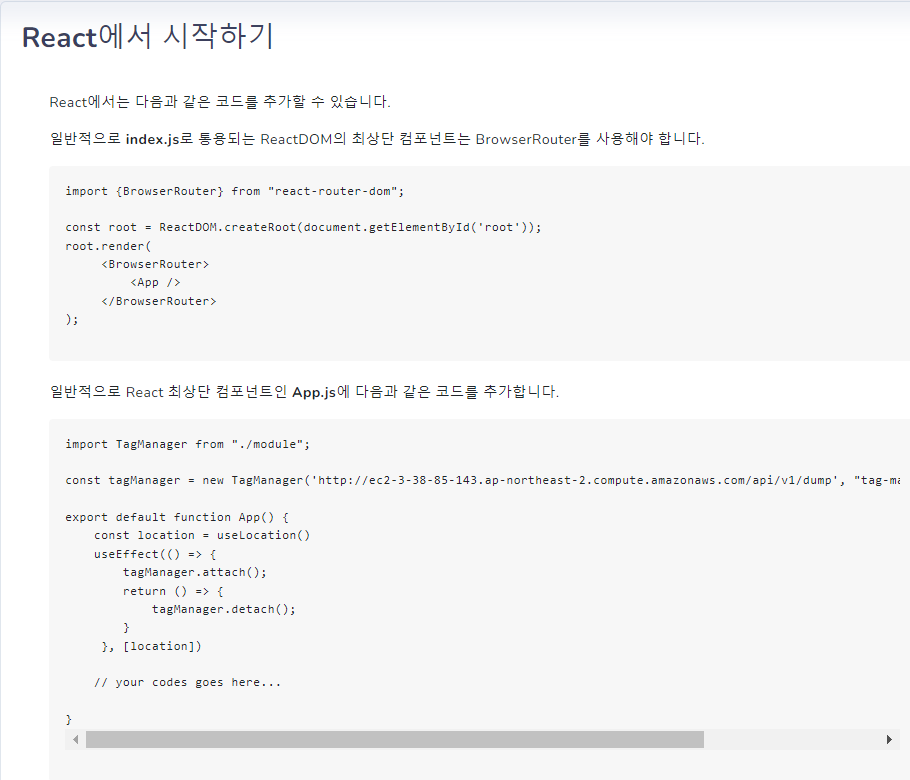 React에서 시작하기
React에서는 다음과 같은 코드를 추가할 수 있습니다.
일반적으로 index.js로 통용되는 ReactDOM의 최상단 컴포넌트는 BrowserRouter를 사용해야 합니다.
import {BrowserRouter} from "react-router-dom";
const root = ReactDOM.createRoot(document.getElementById('root'));
root.render(
<BrowserRouter>
<App />
</BrowserRouter>
);
일반적으로 React 최상단 컴포넌트인 App.js에 다음과 같은 코드를 추가합니다.
import TagManager from "./module";
const tagManager = new TagManager('http://ec2-3-38-85-143.ap-northeast-2.compute.amazonaws.com/api/v1/dump', "tag-ma
export default function App() {
const location = useLocation()
useEffect(() => {
tagManager.attach();
return () => {
tagManager.detach();
}
}, [location])
// your codes goes here...
}